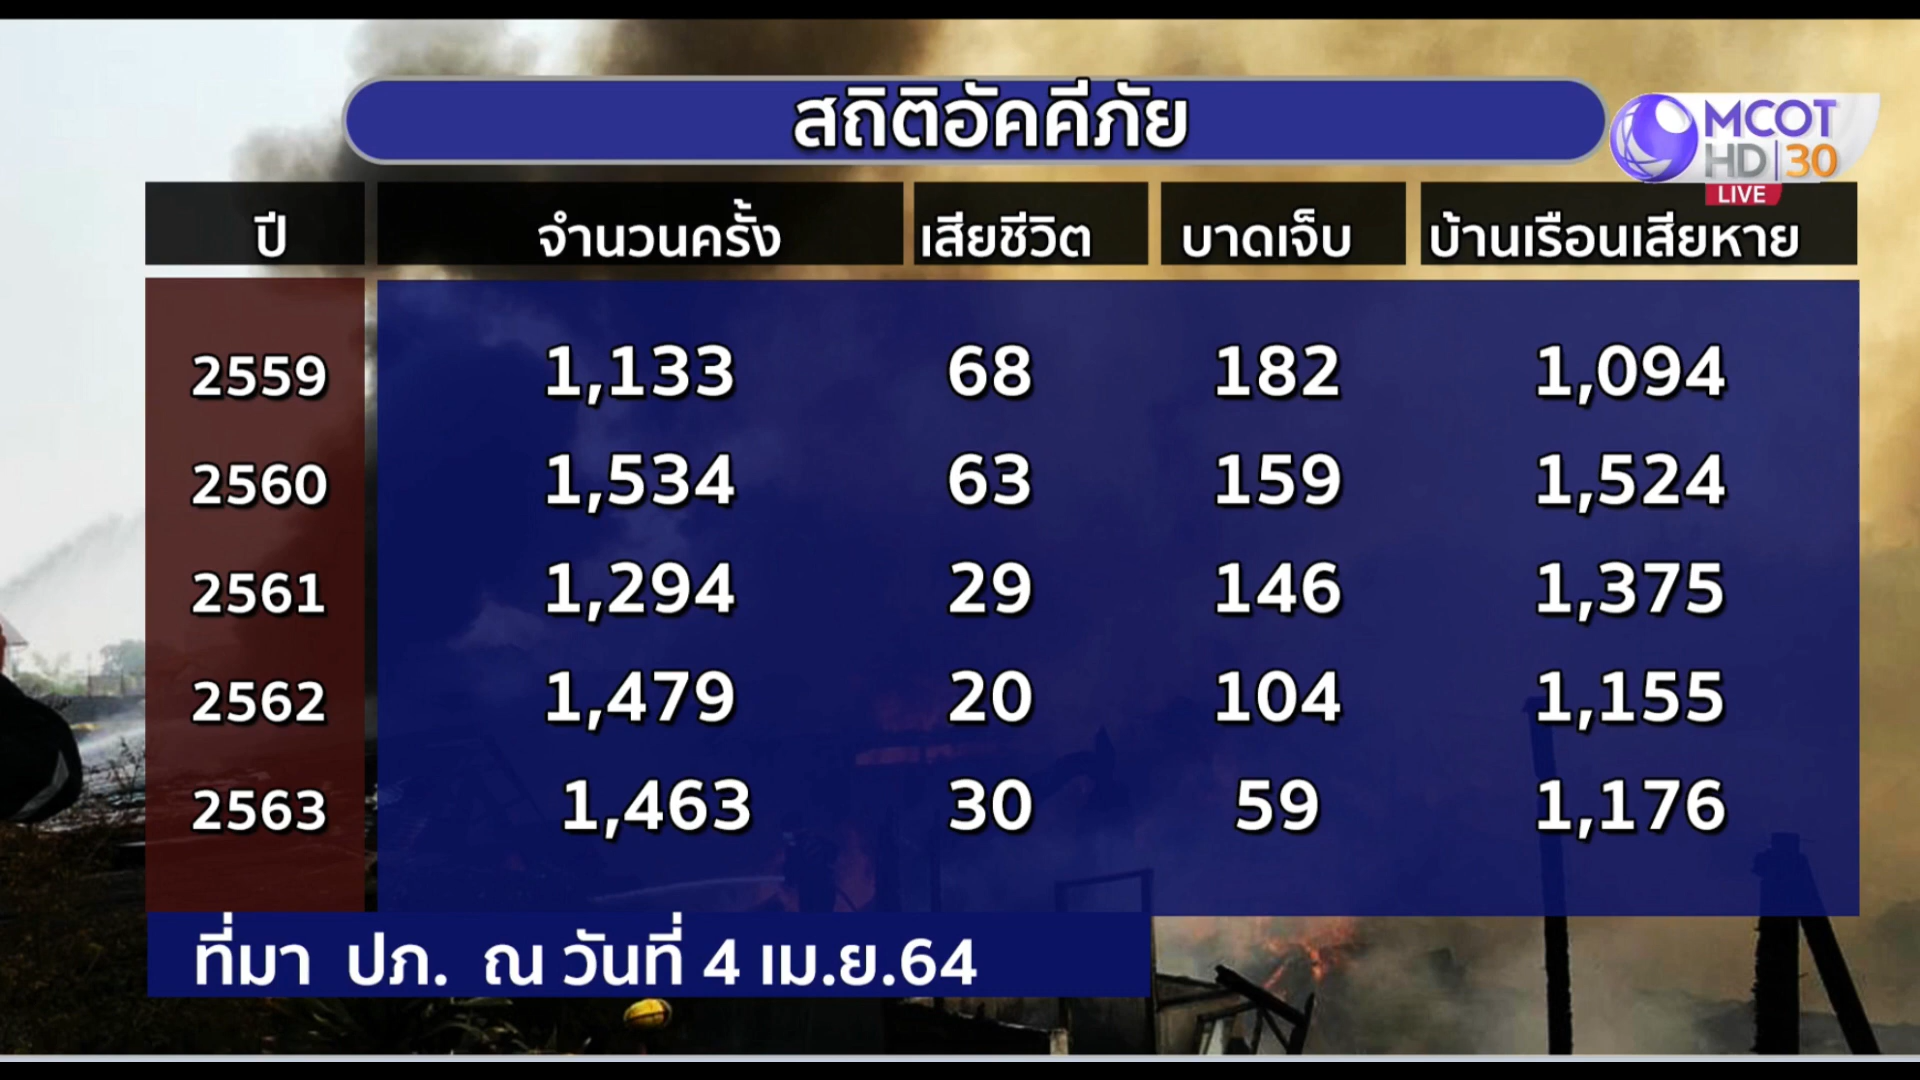 สถิติอัคคีภัย
MCOT
HD 30
LIVE
ปี จำนวนครั้ง เสียชีวิต บาดเจ็บ บ้านเรือนเสียหาย
2559 1,133 68 182 1,094
2560 1,534 63 159 1,524
2561 1,294 29 146 1,375
2562 1,479 20 104 1,155
2563 1,463 30 59 1,176
ที่มา ปภ. ณ วันที่ 4 เม.ย.64